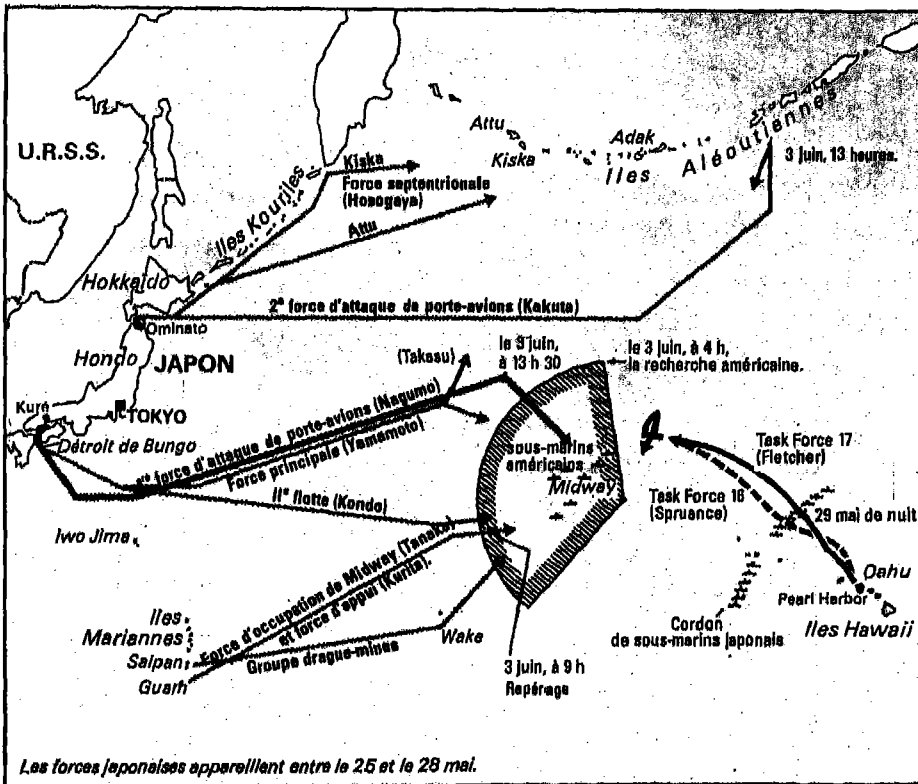 U.R.S.S.
Attu
Kiska
Adak
Iles
Aléoutiennes
3 Juin, 13 heures.
Kiska
Force septentrionale
(Hosogaya)
Iles Kouriles
Attu
Hokkaido
2e force d'attaque de porte-avions (Kakuta)
Ominato
Hondo
JAPON
(Takasu)
le 3 juin,
à 13 h 30
le 3 juin, à 4 h,
la recherche américaine.
Kure
TOKYO
Détroit de Bungo
1re force d'attaque de porte-avions (Nagumo)
Force principale (Yamamoto)
sous-marins
américains
Midway
Task Force 17
(Fletcher)
IIe flotte (Kondo)
Task Force 16
(Spruance)
29 mai de nuit
Iwo Jima
Oahu
Pearl Harbor
Iles Hawaii
Force d'occupation de Midway (Tanaka)
et force d'appui (Kurita).
Iles
Mariannes
Saipan
Guam
Groupe drague-mines
Wake
Cordon
de sous-marins japonais
3 juin, à 9 h
Repérage
Les forces japonaises appareillent entre le 25 et le 28 mai.